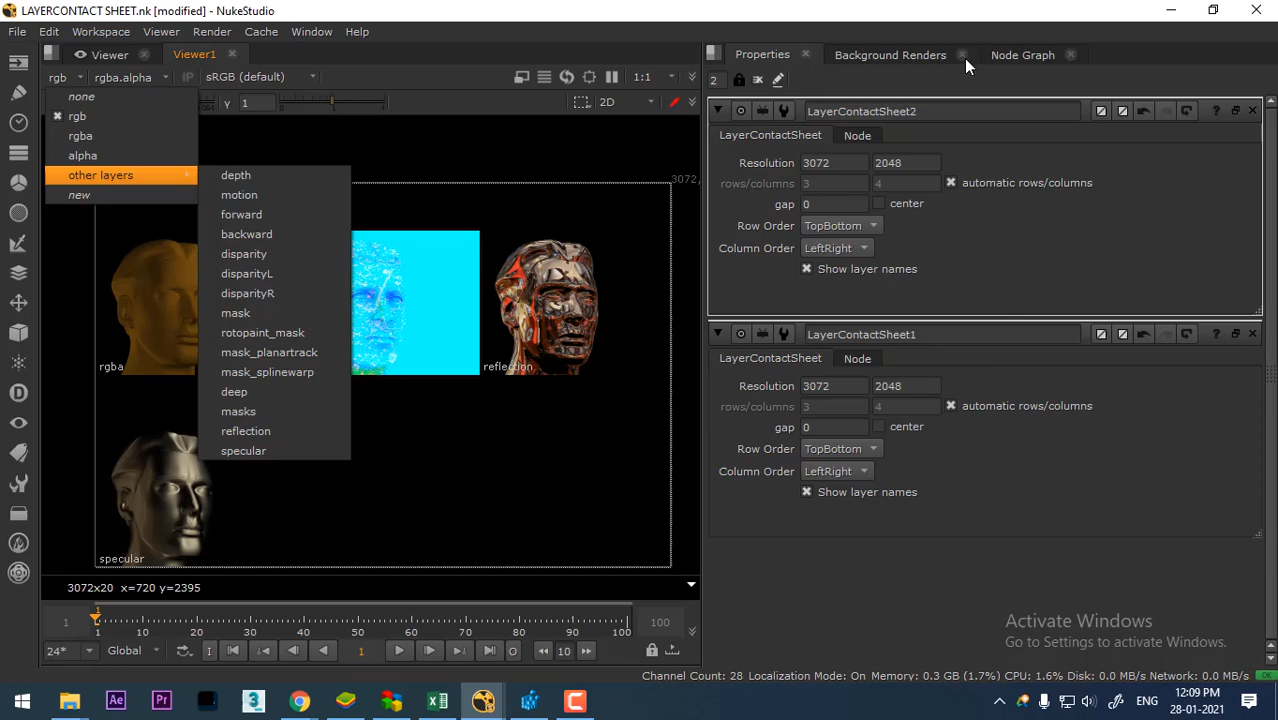 LAYERCONTACT SHEET.nk [modified] - NukeStudio
File Edit Workspace Viewer Render Cache Window Help
Viewer Viewer1 Properties Background Renders Node Graph
rgb rgba.alpha IP sRGB (default) 1:1 2
γ 1 2D
none
rgb
rgba
alpha
other layers
new
depth
motion
forward
backward
disparity
disparityL
disparityR
mask
rotopaint_mask
mask_planartrack
mask_splinewarp
deep
masks
reflection
specular
3072,
rgba
reflection
specular
3072x20 x=720 y=2395
LayerContactSheet2
LayerContactSheet Node
Resolution 3072 2048
rows/columns 3 4 automatic rows/columns
gap 0 center
Row Order TopBottom
Column Order LeftRight
Show layer names
LayerContactSheet1
LayerContactSheet Node
Resolution 3072 2048
rows/columns 3 4 automatic rows/columns
gap 0 center
Row Order TopBottom
Column Order LeftRight
Show layer names
1 1 100
1 10 20 30 40 50 60 70 80 90 100
24* Global I 1 O 10
Activate Windows
Go to Settings to activate Windows.
Channel Count: 28 Localization Mode: On Memory: 0.3 GB (1.7%) CPU: 1.6% Disk: 0.0 MB/s Network: 0.0 MB/s OK
Ae Pr 3 ENG 12:09 PM
28-01-2021